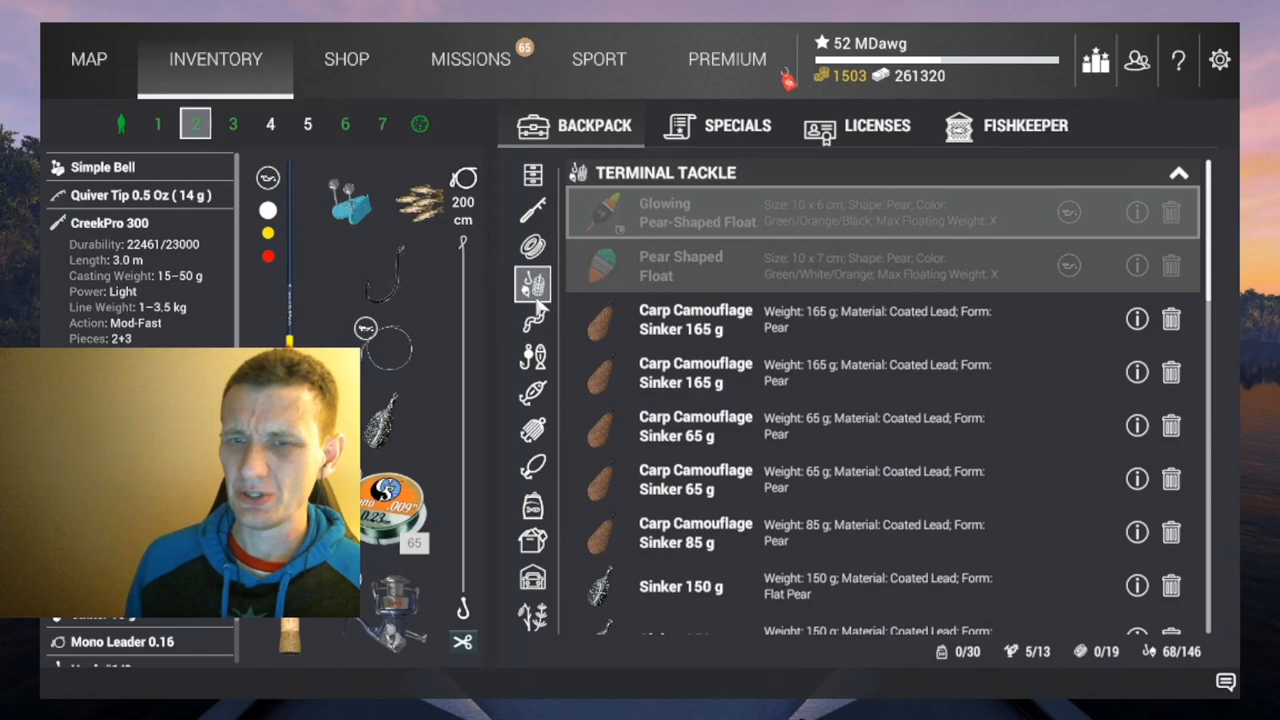 MAP
INVENTORY
SHOP
MISSIONS
65
SPORT
PREMIUM
52 MDawg
1503
261320
?
1
2
3
4
5
6
7
BACKPACK
SPECIALS
LICENSES
FISHKEEPER
Simple Bell
Quiver Tip 0.5 Oz ( 14 g )
CreekPro 300
Durability: 22461/23000
Length: 3.0 m
Casting Weight: 15–50 g
Power: Light
Line Weight: 1–3.5 kg
Action: Mod-Fast
Pieces: 2+3
Mono Leader 0.16
200
cm
.009"
0.23
65
TERMINAL TACKLE
Glowing
Pear-Shaped Float
Size: 10 x 6 cm; Shape: Pear; Color:
Green/Orange/Black; Max Floating Weight: X
Pear Shaped
Float
Size: 10 x 7 cm; Shape: Pear; Color:
Green/White/Orange; Max Floating Weight: X
Carp Camouflage
Sinker 165 g
Weight: 165 g; Material: Coated Lead; Form:
Pear
Carp Camouflage
Sinker 165 g
Weight: 165 g; Material: Coated Lead; Form:
Pear
Carp Camouflage
Sinker 65 g
Weight: 65 g; Material: Coated Lead; Form:
Pear
Carp Camouflage
Sinker 65 g
Weight: 65 g; Material: Coated Lead; Form:
Pear
Carp Camouflage
Sinker 85 g
Weight: 85 g; Material: Coated Lead; Form:
Pear
Sinker 150 g
Weight: 150 g; Material: Coated Lead; Form:
Flat Pear
Weight: 150 g; Material: Coated Lead; Form:
0/30
5/13
0/19
68/146